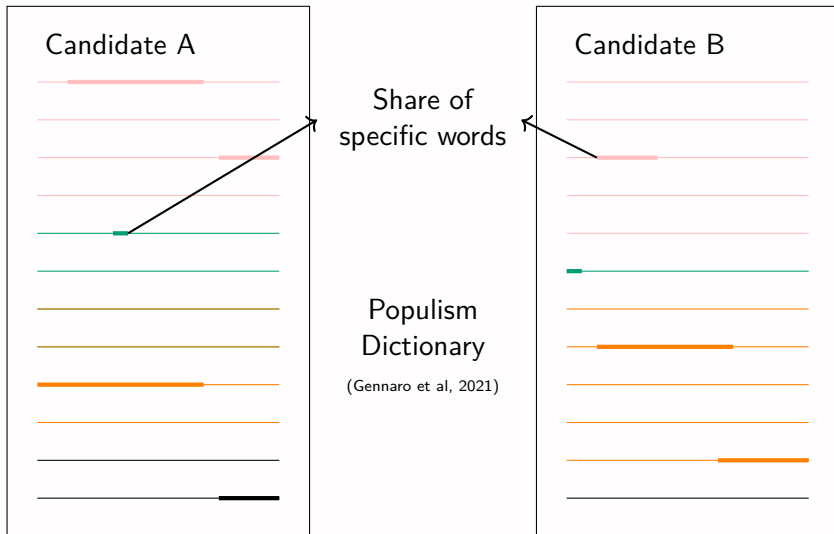 Candidate A
Candidate B
Share of
specific words
Populism
Dictionary
(Gennaro et al, 2021)